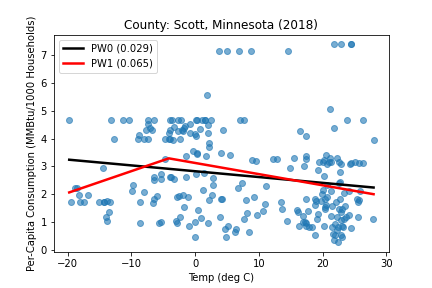 County: Scott, Minnesota (2018)
Per-Capita Consumption (MMBtu/1000 Households)
7
6
5
4
3
2
1
0
PW0 (0.029)
PW1 (0.065)
−20
−10
0
10
20
30
Temp (deg C)